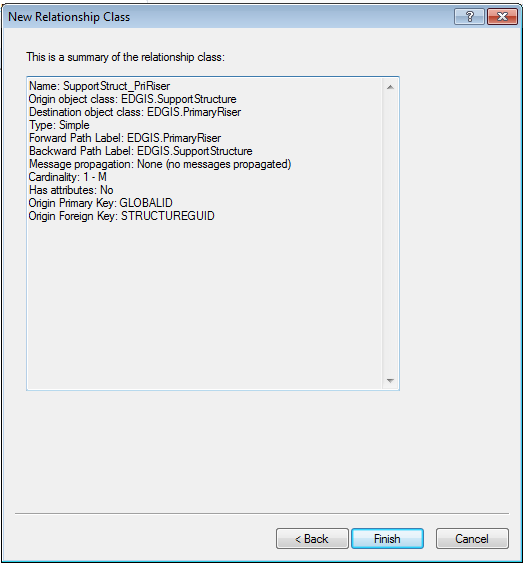 New Relationship Class
?
This is a summary of the relationship class:
Name: SupportStruct_PriRiser
Origin object class: EDGIS.SupportStructure
Destination object class: EDGIS.PrimaryRiser
Type: Simple
Forward Path Label: EDGIS.PrimaryRiser
Backward Path Label: EDGIS.SupportStructure
Message propagation: None (no messages propagated)
Cardinality: 1 - M
Has attributes: No
Origin Primary Key: GLOBALID
Origin Foreign Key: STRUCTUREGUID
< Back Finish Cancel